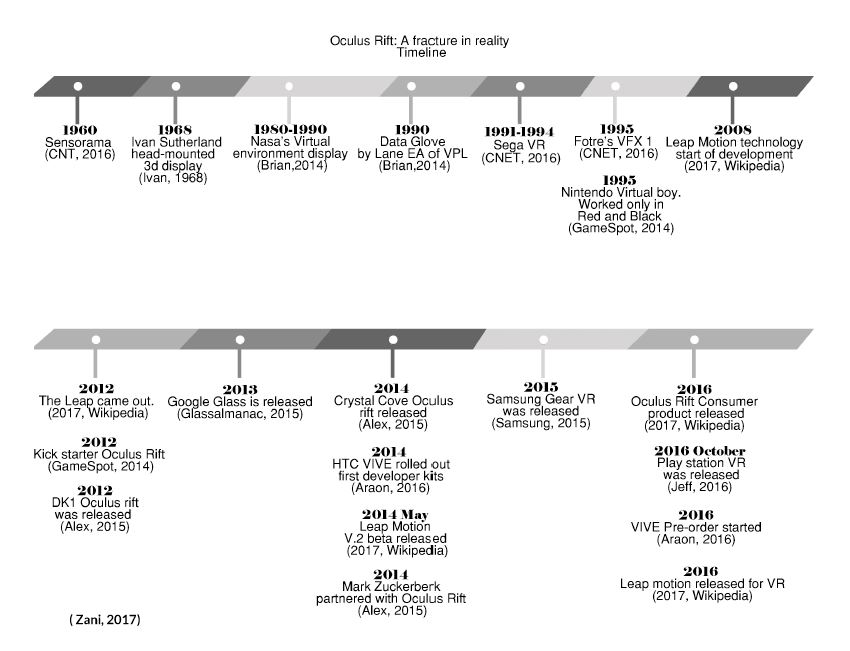 Oculus Rift: A fracture in reality
Timeline
1960
Sensorama
(CNT, 2016)
1968
Ivan Sutherland
head-mounted
3d display
(Ivan, 1968)
1980-1990
Nasa's Virtual
environment display
(Brian,2014)
1990
Data Glove
by Lane EA of VPL
(Brian,2014)
1991-1994
Sega VR
(CNET, 2016)
1995
Fotre's VFX 1
(CNET, 2016)
1995
Nintendo Virtual boy.
Worked only in
Red and Black
(GameSpot, 2014)
2008
Leap Motion technology
start of development
(2017, Wikipedia)
2012
The Leap came out.
(2017, Wikipedia)
2012
Kick starter Oculus Rift
(GameSpot, 2014)
2012
DK1 Oculus rift
was released
(Alex, 2015)
2013
Google Glass is released
(Glassalmanac, 2015)
2014
Crystal Cove Oculus
rift released
(Alex, 2015)
2014
HTC VIVE rolled out
first developer kits
(Araon, 2016)
2014 May
Leap Motion
V.2 beta released
(2017, Wikipedia)
2014
Mark Zuckerberk
partnered with Oculus Rift
(Alex, 2015)
2015
Samsung Gear VR
was released
(Samsung, 2015)
2016
Oculus Rift Consumer
product released
(2017, Wikipedia)
2016 October
Play station VR
was released
(Jeff, 2016)
2016
VIVE Pre-order started
(Araon, 2016)
2016
Leap motion released for VR
(2017, Wikipedia)
( Zani, 2017)